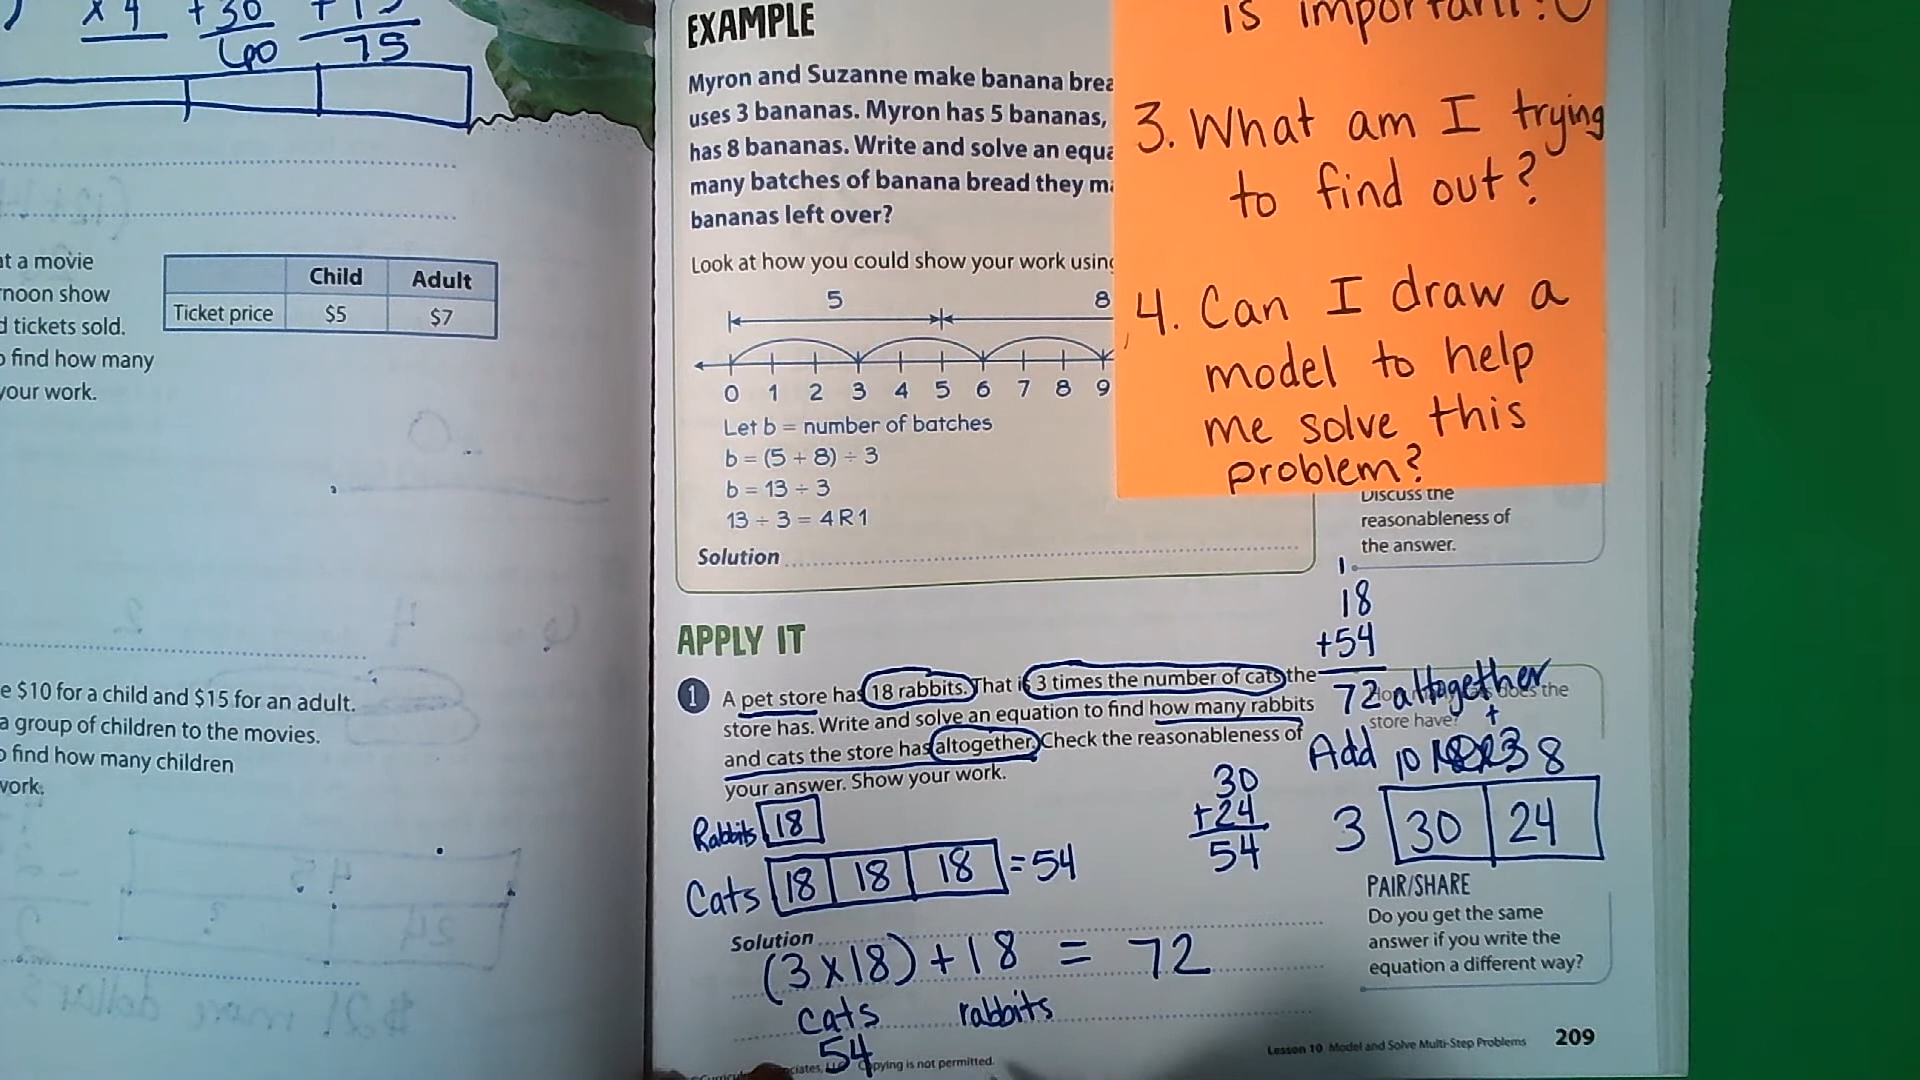 x 4 +30 +15
60 75
at a movie
noon show
d tickets sold.
o find how many
your work.
Child Adult
Ticket price $5 $7
e $10 for a child and $15 for an adult.
a group of children to the movies.
o find how many children
work.
EXAMPLE
Myron and Suzanne make banana brea
uses 3 bananas. Myron has 5 bananas,
has 8 bananas. Write and solve an equa
many batches of banana bread they ma
bananas left over?
Look at how you could show your work using
5 8
0 1 2 3 4 5 6 7 8 9
Let b = number of batches
b = (5 + 8) ÷ 3
b = 13 ÷ 3
13 ÷ 3 = 4 R 1
Solution
is important!
3. What am I trying
to find out?
4. Can I draw a
model to help
me solve this
problem?
Discuss the
reasonableness of
the answer.
APPLY IT
1 A pet store has 18 rabbits. That is 3 times the number of cats the
store has. Write and solve an equation to find how many rabbits
and cats the store has altogether. Check the reasonableness of
your answer. Show your work.
1
18
+54
72 altogether
does the
store have?
+
Add
10 8
3 30 24
30
+24
54
Rabbits 18
Cats 18 18 18 = 54
Solution
(3 x 18) + 18 = 72
cats rabbits
54
PAIR/SHARE
Do you get the same
answer if you write the
equation a different way?
Copying is not permitted.
Lesson 10 Model and Solve Multi-Step Problems 209